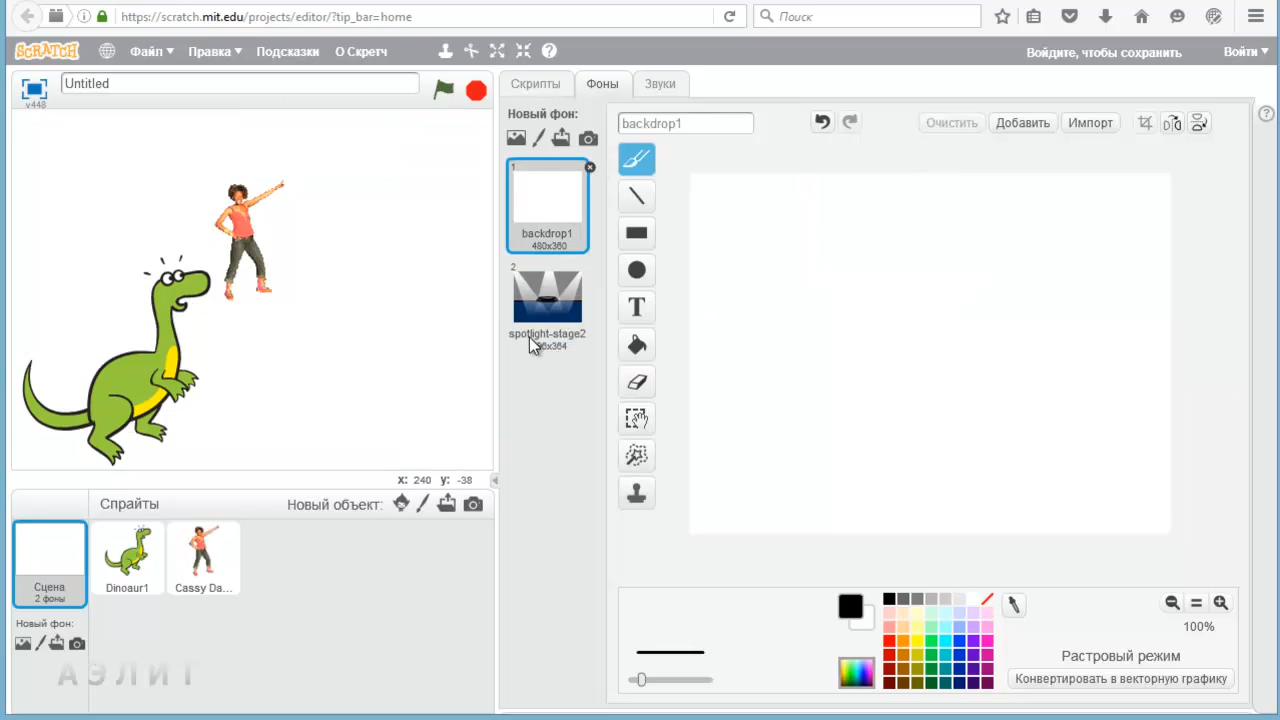 https://scratch.mit.edu/projects/editor/?tip_bar=home
Поиск
SCRATCH
Файл
Правка
Подсказки
О Скретч
Войдите, чтобы сохранить
Войти
v448
Untitled
Скрипты
Фоны
Звуки
Новый фон:
1
backdrop1
480x360
2
spotlight-stage2
backdrop1
Очистить
Добавить
Импорт
T
x: 240 y: -38
Спрайты
Новый объект:
Сцена
2 фоны
Dinoaur1
Cassy Da...
Новый фон:
АЭЛИ
100%
Растровый режим
Конвертировать в векторную графику